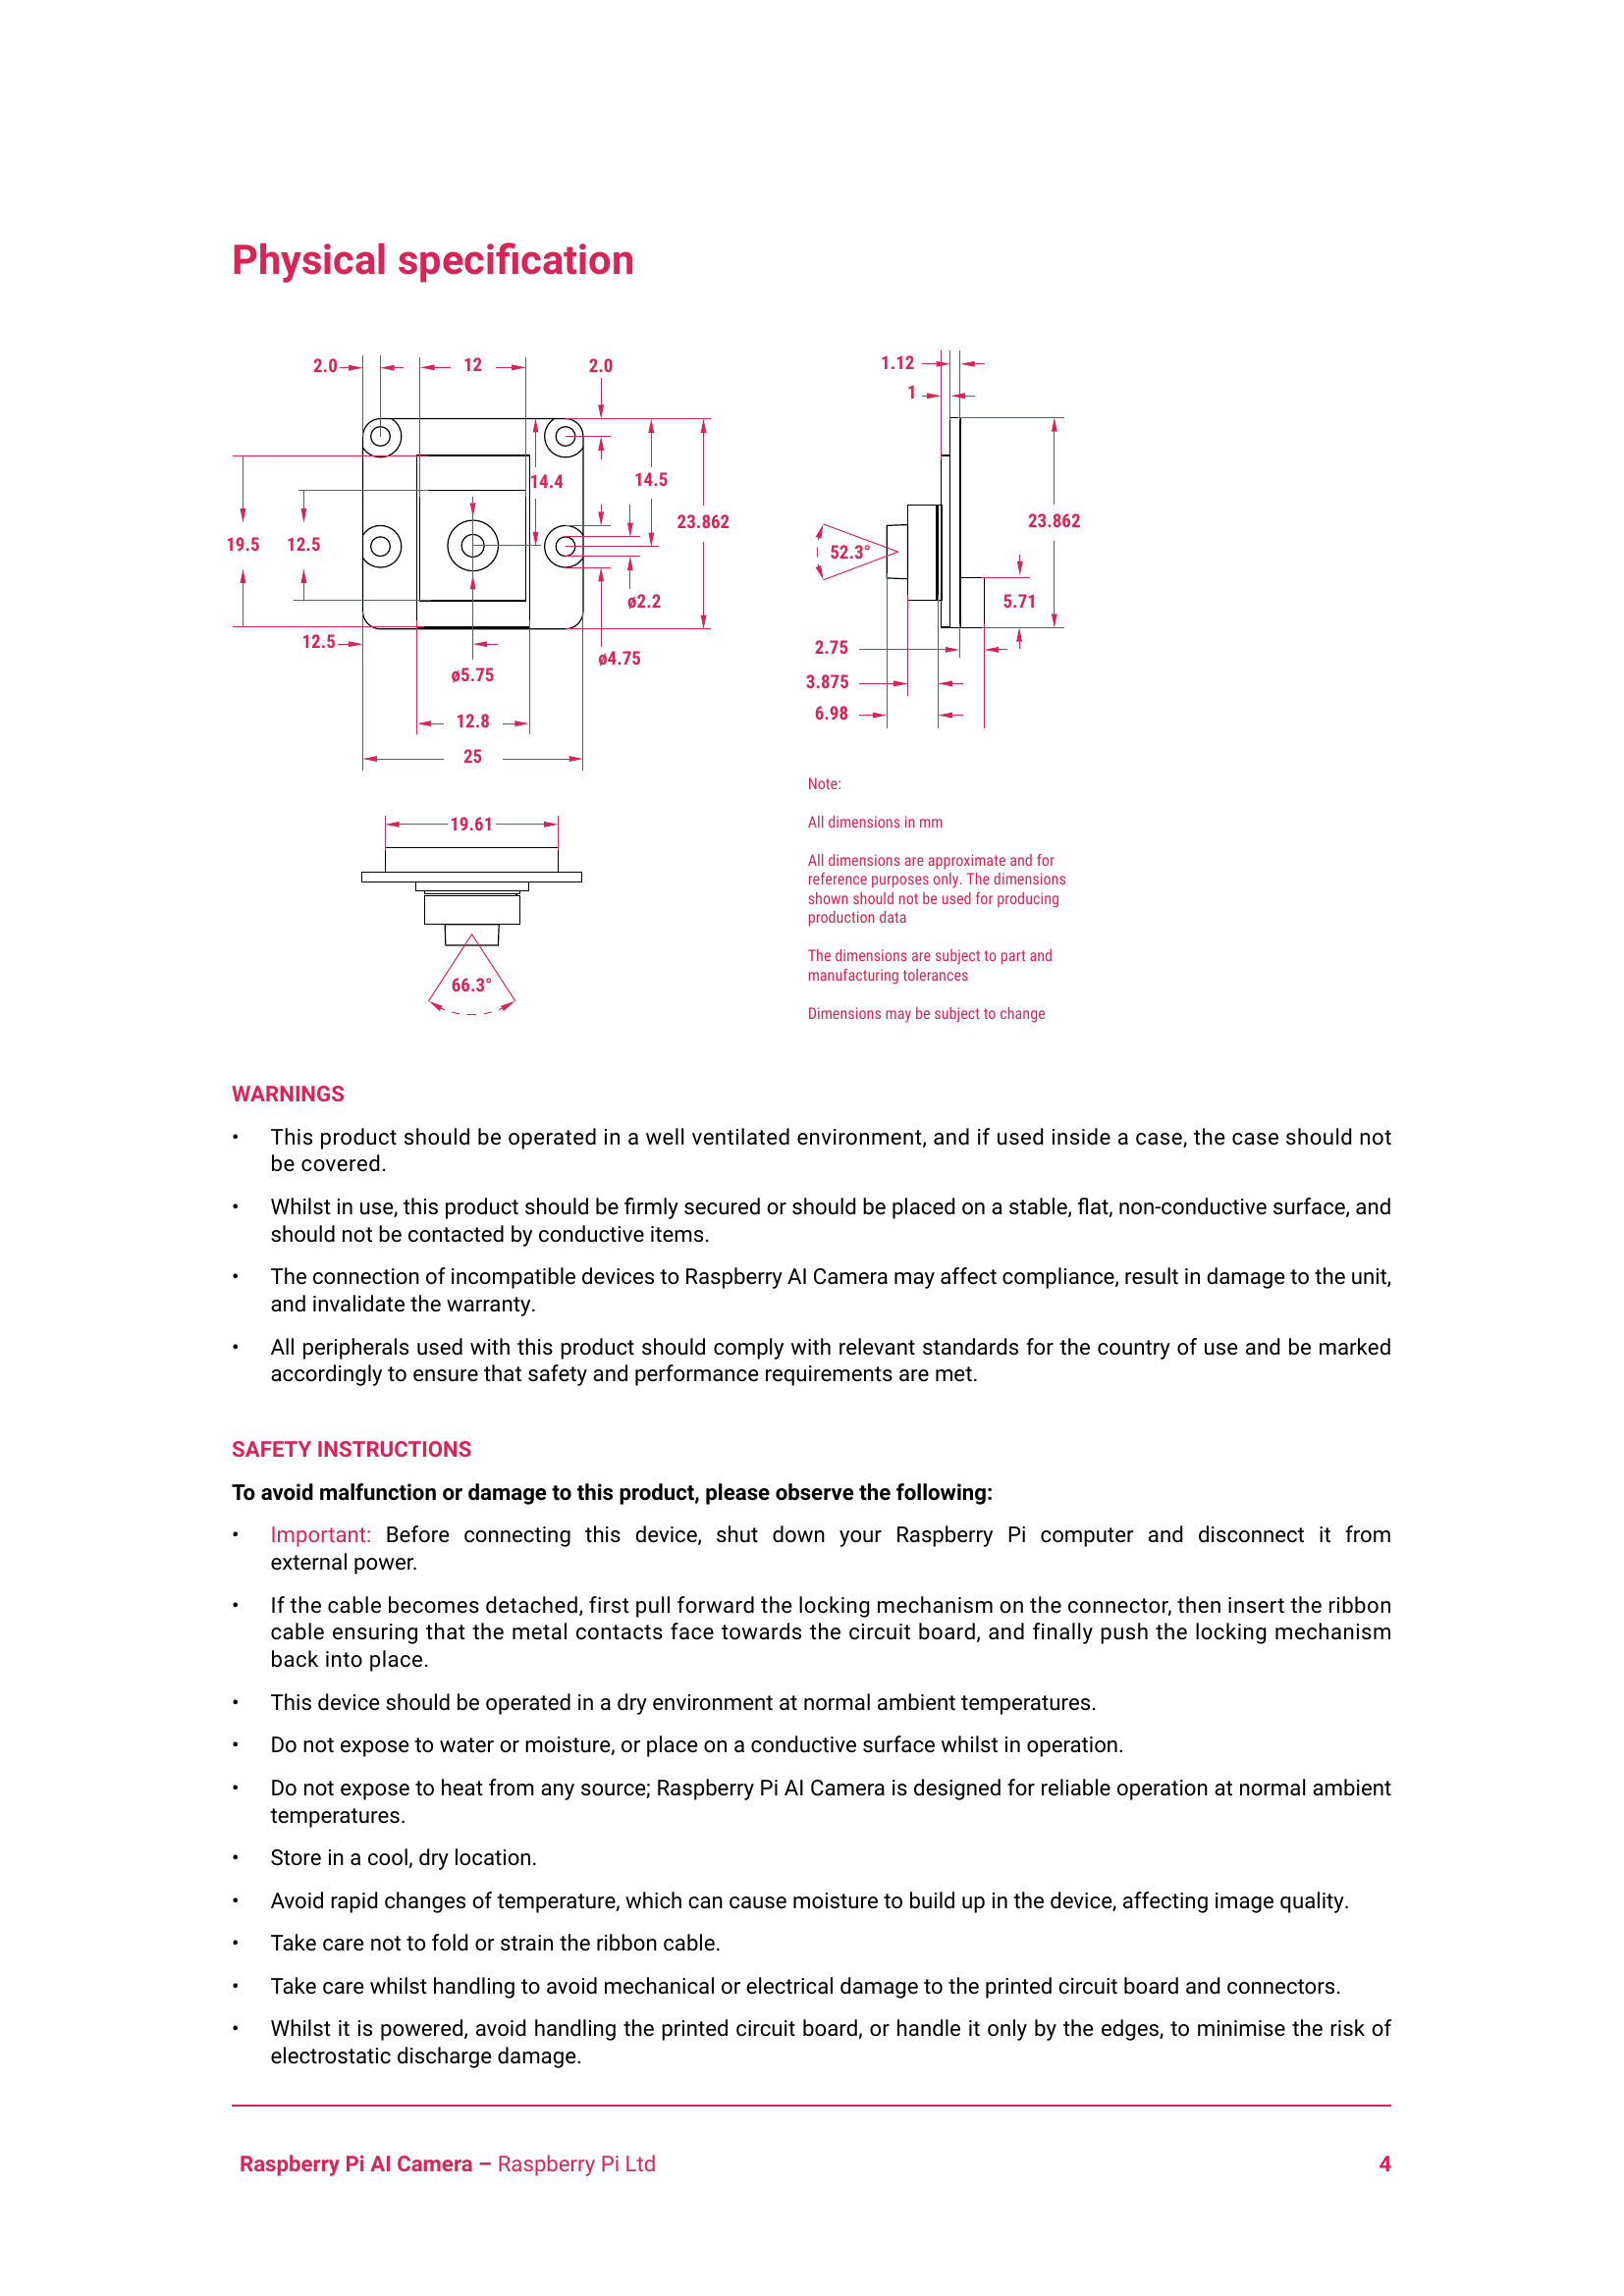 Physical specification
2.0
12
2.0
14.4
14.5
23.862
19.5
12.5
ø2.2
12.5
ø4.75
ø5.75
12.8
25
1.12
1
52.3°
23.862
5.71
2.75
3.875
6.98
19.61
66.3°
Note:
All dimensions in mm
All dimensions are approximate and for
reference purposes only. The dimensions
shown should not be used for producing
production data
The dimensions are subject to part and
manufacturing tolerances
Dimensions may be subject to change
WARNINGS
• This product should be operated in a well ventilated environment, and if used inside a case, the case should not
be covered.
• Whilst in use, this product should be firmly secured or should be placed on a stable, flat, non-conductive surface, and
should not be contacted by conductive items.
• The connection of incompatible devices to Raspberry AI Camera may affect compliance, result in damage to the unit,
and invalidate the warranty.
• All peripherals used with this product should comply with relevant standards for the country of use and be marked
accordingly to ensure that safety and performance requirements are met.
SAFETY INSTRUCTIONS
To avoid malfunction or damage to this product, please observe the following:
• Important: Before connecting this device, shut down your Raspberry Pi computer and disconnect it from
external power.
• If the cable becomes detached, first pull forward the locking mechanism on the connector, then insert the ribbon
cable ensuring that the metal contacts face towards the circuit board, and finally push the locking mechanism
back into place.
• This device should be operated in a dry environment at normal ambient temperatures.
• Do not expose to water or moisture, or place on a conductive surface whilst in operation.
• Do not expose to heat from any source; Raspberry Pi AI Camera is designed for reliable operation at normal ambient
temperatures.
• Store in a cool, dry location.
• Avoid rapid changes of temperature, which can cause moisture to build up in the device, affecting image quality.
• Take care not to fold or strain the ribbon cable.
• Take care whilst handling to avoid mechanical or electrical damage to the printed circuit board and connectors.
• Whilst it is powered, avoid handling the printed circuit board, or handle it only by the edges, to minimise the risk of
electrostatic discharge damage.
Raspberry Pi AI Camera – Raspberry Pi Ltd
4